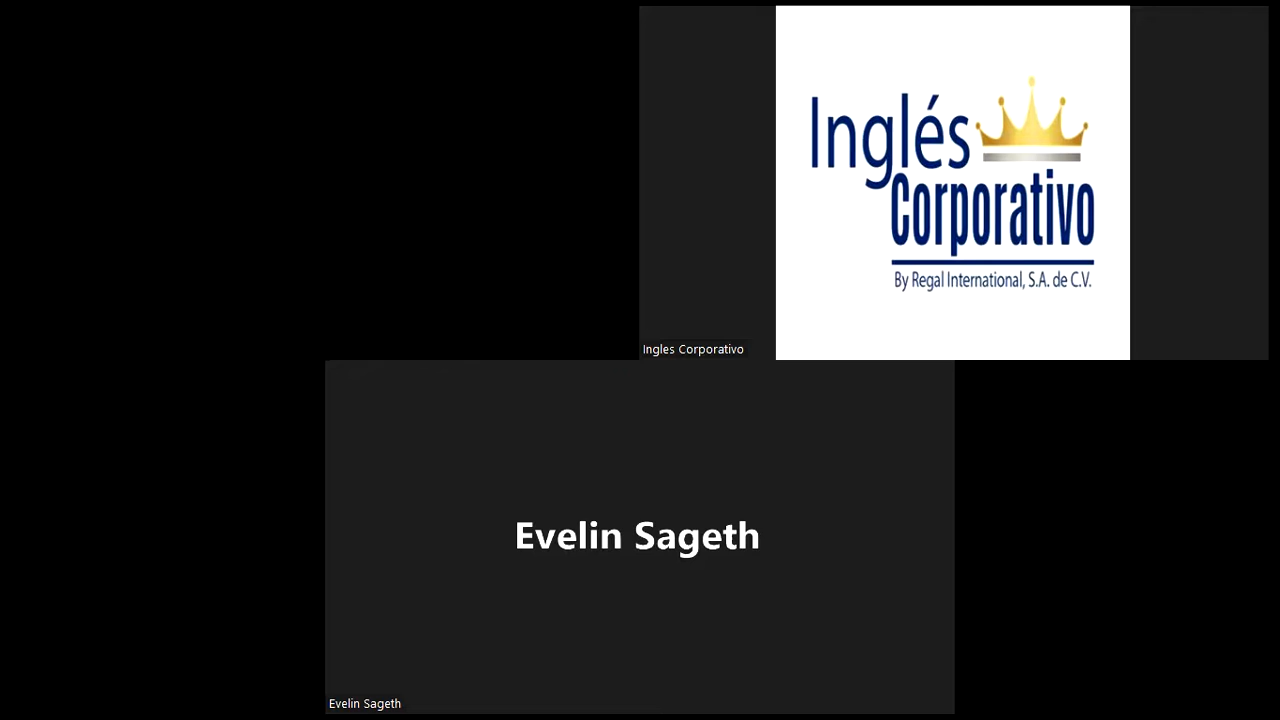 Inglés
Corporativo
By Regal International, S.A. de C.V.
Ingles Corporativo
Evelin Sageth
Evelin Sageth